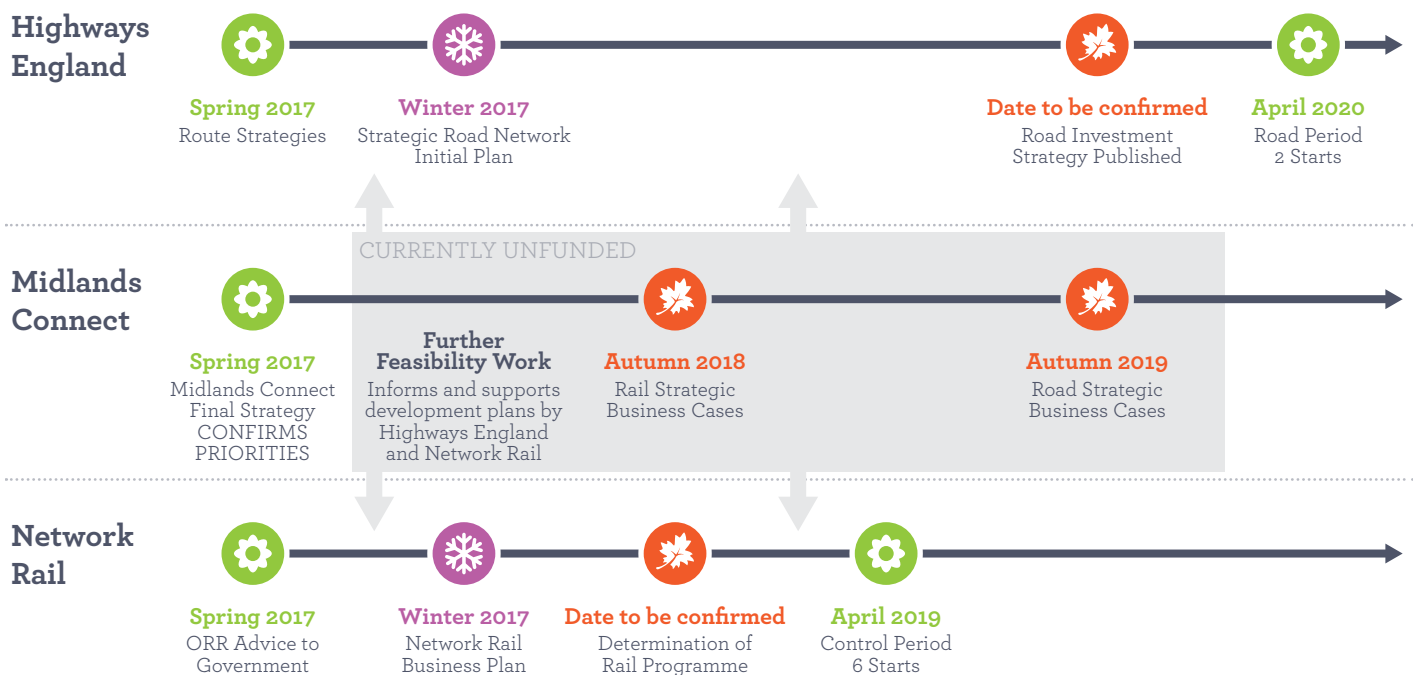 Highways
England
Spring 2017
Route Strategies
Winter 2017
Strategic Road Network
Initial Plan
Date to be confirmed
Road Investment
Strategy Published
April 2020
Road Period
2 Starts
CURRENTLY UNFUNDED
Midlands
Connect
Spring 2017
Midlands Connect
Final Strategy
CONFIRMS
PRIORITIES
Further
Feasibility Work
Informs and supports
development plans by
Highways England
and Network Rail
Autumn 2018
Rail Strategic
Business Cases
Autumn 2019
Road Strategic
Business Cases
Network
Rail
Spring 2017
ORR Advice to
Government
Winter 2017
Network Rail
Business Plan
Date to be confirmed
Determination of
Rail Programme
April 2019
Control Period
6 Starts